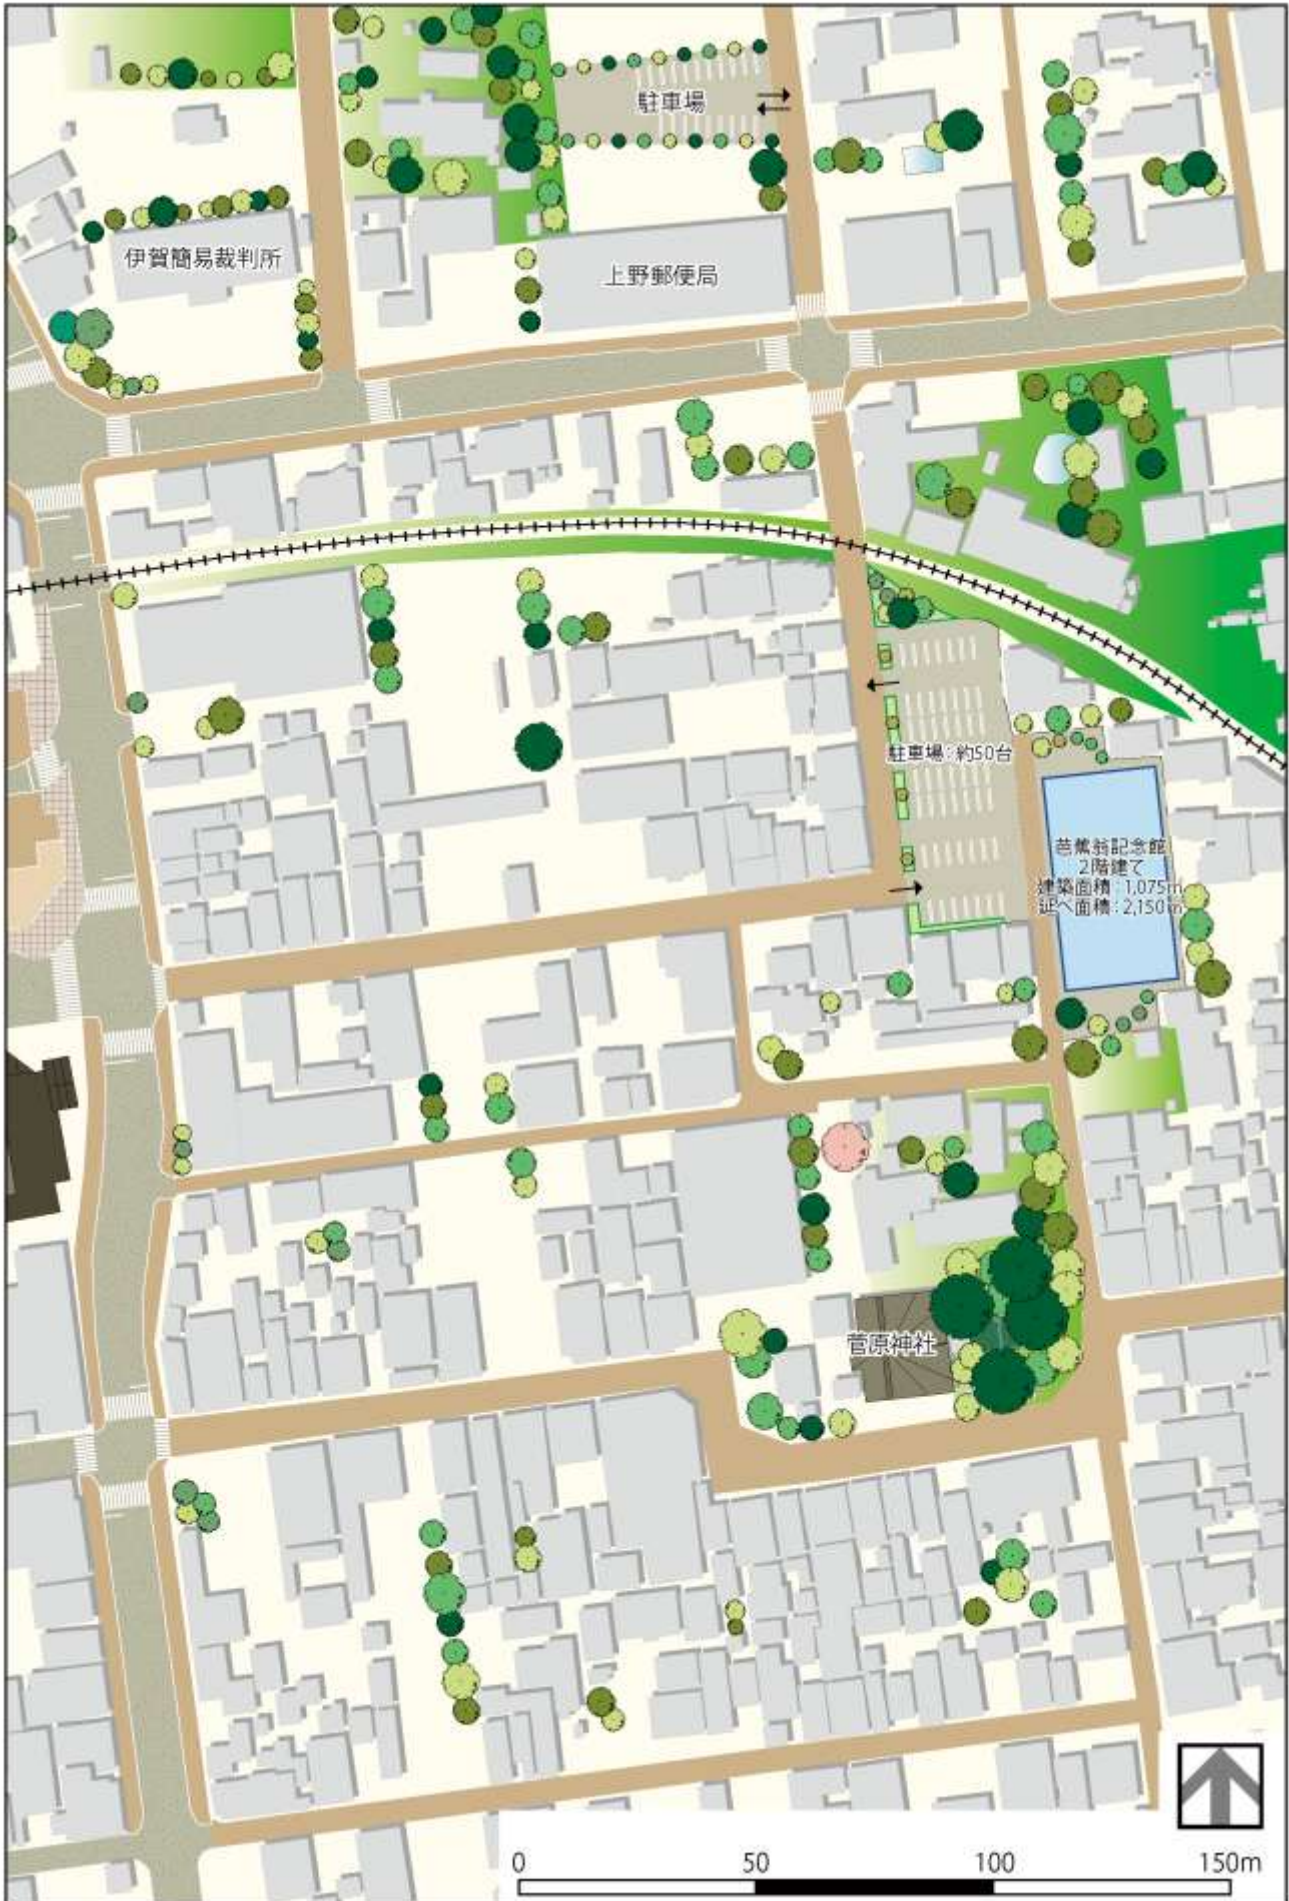 駐車場
伊賀簡易裁判所
上野郵便局
駐車場：約50台
芭蕉翁記念館
2階建て
建築面積：1,075㎡
延べ面積：2,150㎡
菅原神社
0 50 100 150m